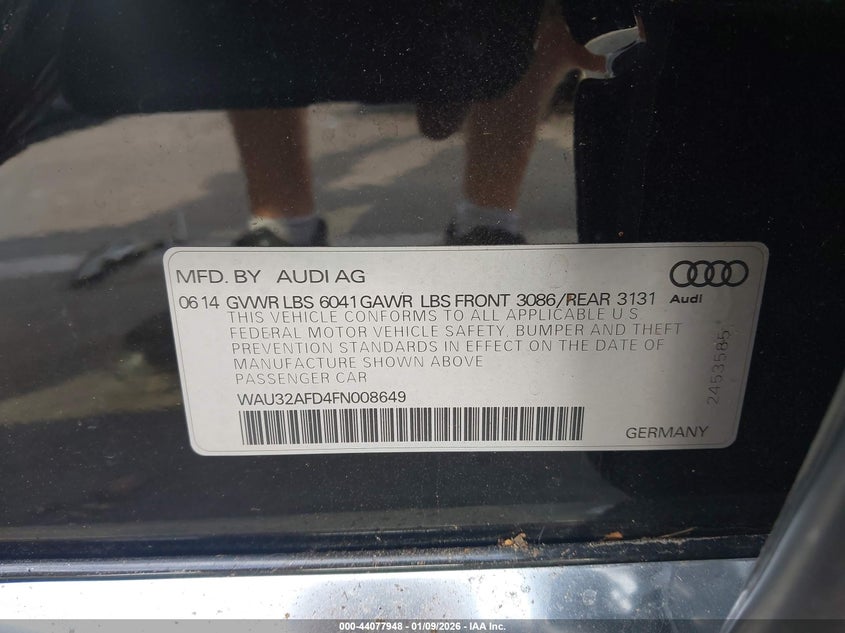 MFD. BY AUDI AG
Audi
06 14 GVWR LBS 6041 GAWR LBS FRONT 3086/REAR 3131
THIS VEHICLE CONFORMS TO ALL APPLICABLE U.S
FEDERAL MOTOR VEHICLE SAFETY, BUMPER AND THEFT
PREVENTION STANDARDS IN EFFECT ON THE DATE OF
MANUFACTURE SHOWN ABOVE
PASSENGER CAR
WAU32AFD4FN008649
GERMANY
2453585
000-44077948 - 01/09/2026 - IAA Inc.